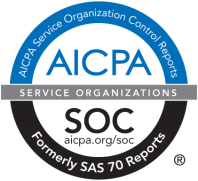 AICPA Service Organization Control Reports
AICPA
SERVICE ORGANIZATIONS
SOC
aicpa.org/soc
Formerly SAS 70 Reports
®